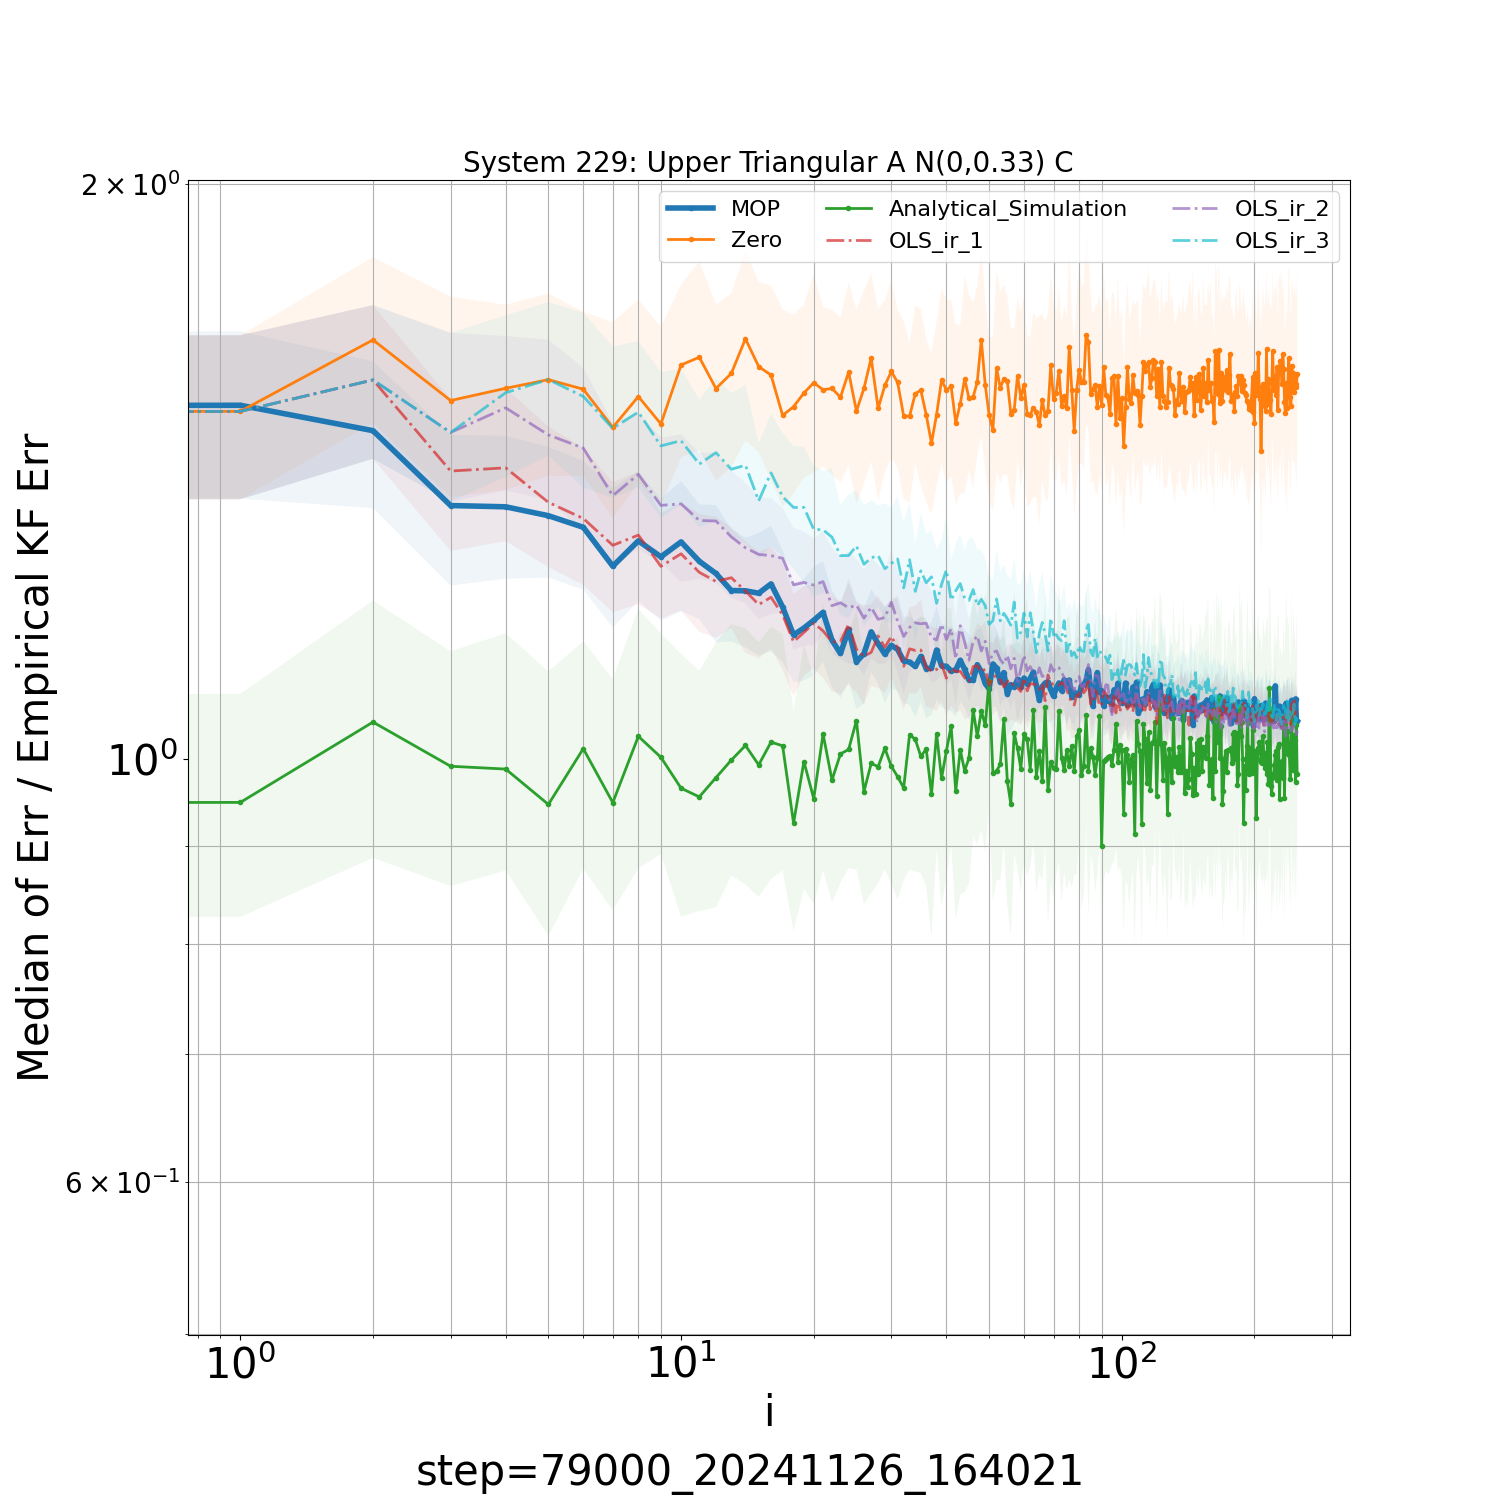 System 229: Upper Triangular A N(0,0.33) C
2 × 10⁰
MOP
Zero
Analytical_Simulation
OLS_ir_1
OLS_ir_2
OLS_ir_3
Median of Err / Empirical KF Err
10⁰
6 × 10⁻¹
10⁰ 10¹ 10²
i
step=79000_20241126_164021